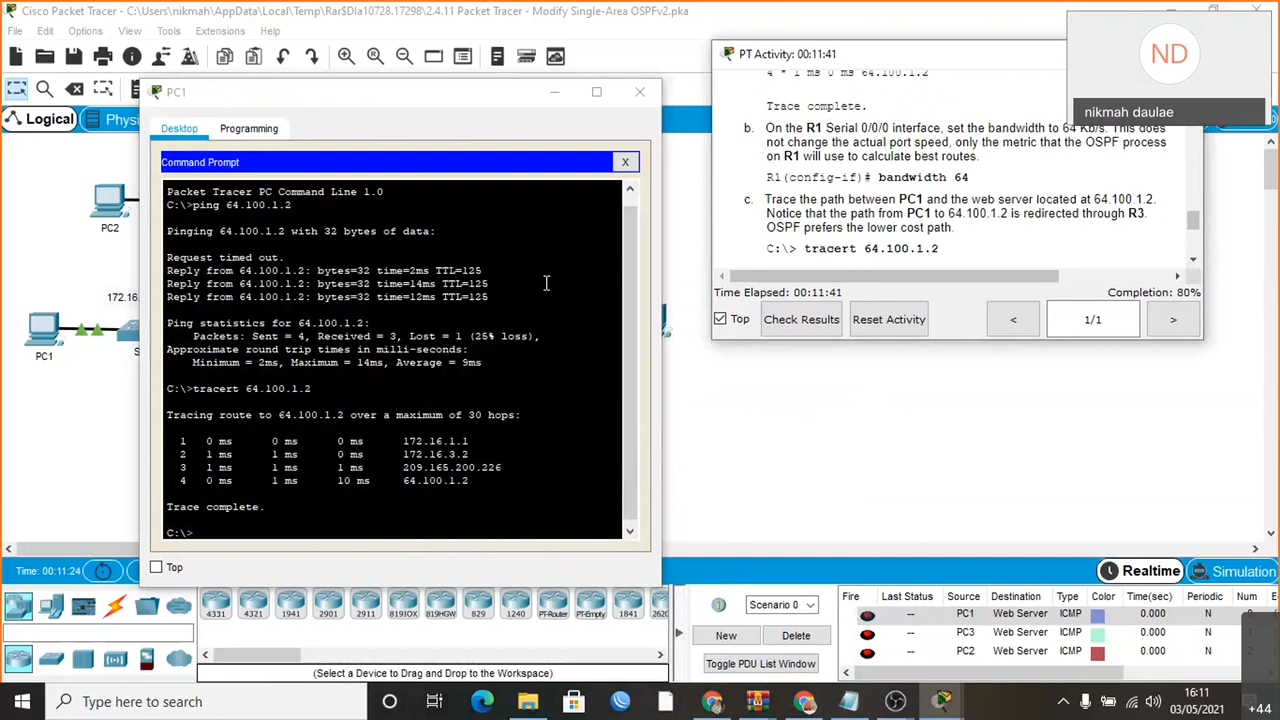 Cisco Packet Tracer - C:\Users\nikmah\AppData\Local\Temp\Rar$DIa10728.17298\2.4.11 Packet Tracer - Modify Single-Area OSPFv2.pka
File Edit Options View Tools Extensions Help
Logical
PC2
172.16
PC1
PC1
Desktop Programming
Command Prompt X
Packet Tracer PC Command Line 1.0
C:\>ping 64.100.1.2
Pinging 64.100.1.2 with 32 bytes of data:
Request timed out.
Reply from 64.100.1.2: bytes=32 time=2ms TTL=125
Reply from 64.100.1.2: bytes=32 time=14ms TTL=125
Reply from 64.100.1.2: bytes=32 time=12ms TTL=125
Ping statistics for 64.100.1.2:
Packets: Sent = 4, Received = 3, Lost = 1 (25% loss),
Approximate round trip times in milli-seconds:
Minimum = 2ms, Maximum = 14ms, Average = 9ms
C:\>tracert 64.100.1.2
Tracing route to 64.100.1.2 over a maximum of 30 hops:
1 0 ms 0 ms 0 ms 172.16.1.1
2 1 ms 1 ms 0 ms 172.16.3.2
3 1 ms 1 ms 1 ms 209.165.200.226
4 0 ms 1 ms 10 ms 64.100.1.2
Trace complete.
C:\>
Top
PT Activity: 00:11:41
ND
nikmah daulae
4 * 1 ms 0 ms 64.100.1.2
Trace complete.
b. On the R1 Serial 0/0/0 interface, set the bandwidth to 64 Kb/s. This does
not change the actual port speed, only the metric that the OSPF process
on R1 will use to calculate best routes.
R1(config-if)# bandwidth 64
c. Trace the path between PC1 and the web server located at 64.100.1.2.
Notice that the path from PC1 to 64.100.1.2 is redirected through R3.
OSPF prefers the lower cost path.
C:\> tracert 64.100.1.2
Time Elapsed: 00:11:41 Completion: 80%
Top Check Results Reset Activity < 1/1 >
Time: 00:11:24
Realtime Simulation
4331 4321 1941 2901 2911 819IOX 819HGW 829 1240 PT-Router PT-Empty 1841 2620
(Select a Device to Drag and Drop to the Workspace)
Scenario 0
New Delete
Toggle PDU List Window
Fire Last Status Source Destination Type Color Time(sec) Periodic Num
-- PC1 Web Server ICMP 0.000 N
-- PC3 Web Server ICMP 0.000 N
-- PC2 Web Server ICMP 0.000 N
Type here to search
16:11
03/05/2021
+44